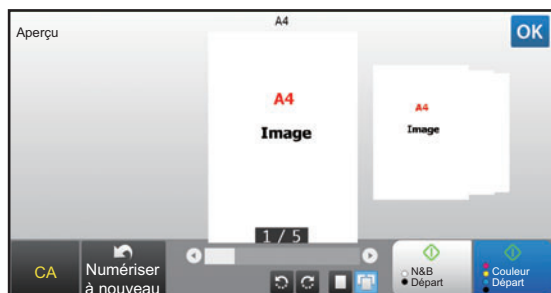 A4
Aperçu
OK
A4
Image
A4
Image
1 / 5
CA
Numériser
à nouveau
N&B
Départ
Couleur
Départ